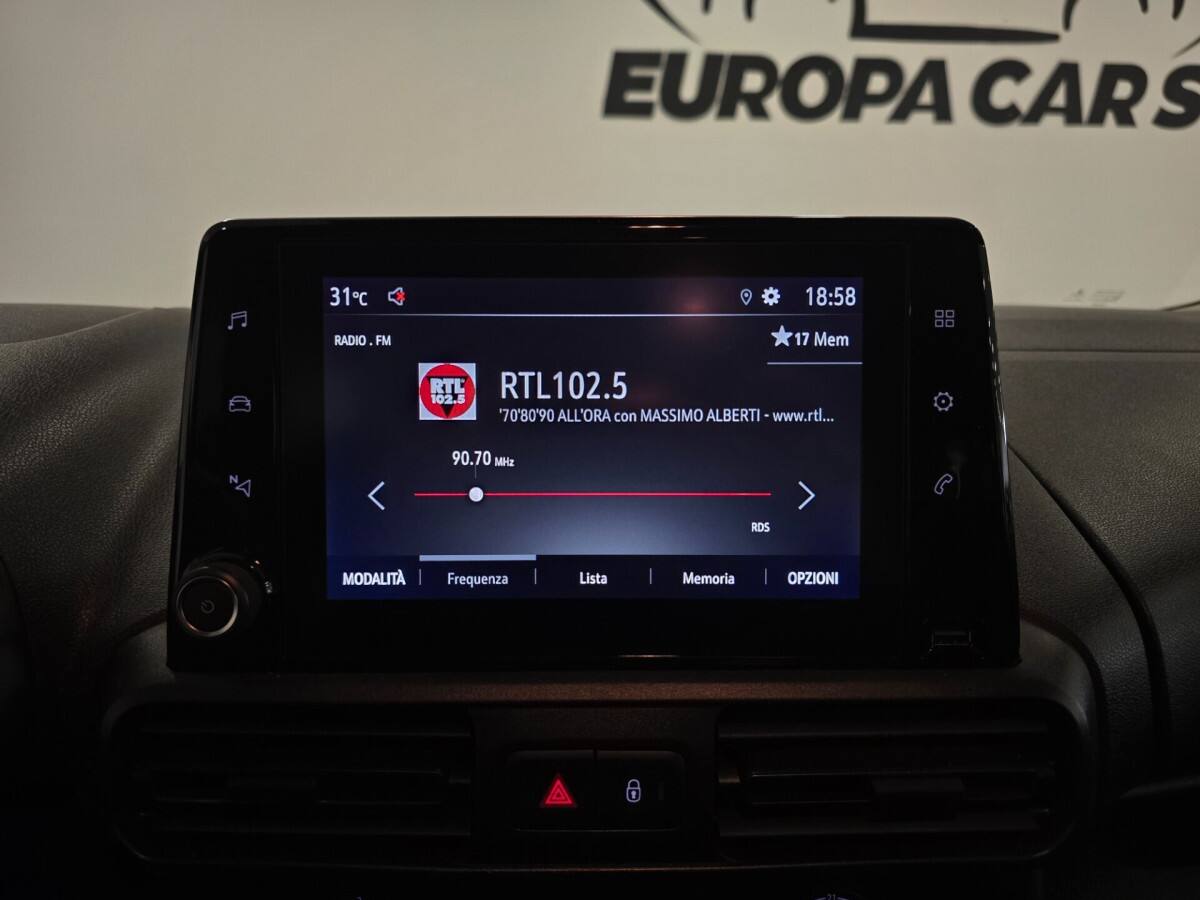 EUROPA CAR S
31°C
18:58
RADIO . FM
17 Mem
RTL
102.5
RTL102.5
'70'80'90 ALL'ORA con MASSIMO ALBERTI - www.rtl...
90.70 MHz
RDS
MODALITÀ
Frequenza
Lista
Memoria
OPZIONI
N
31